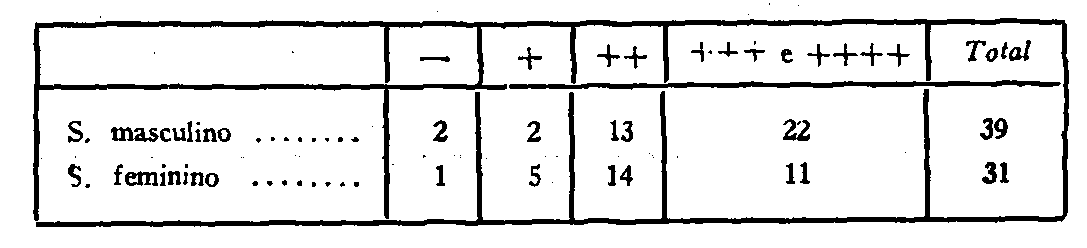 — + ++ +++ e ++++ Total
S. masculino ........ 2 2 13 22 39
S. feminino ........ 1 5 14 11 31